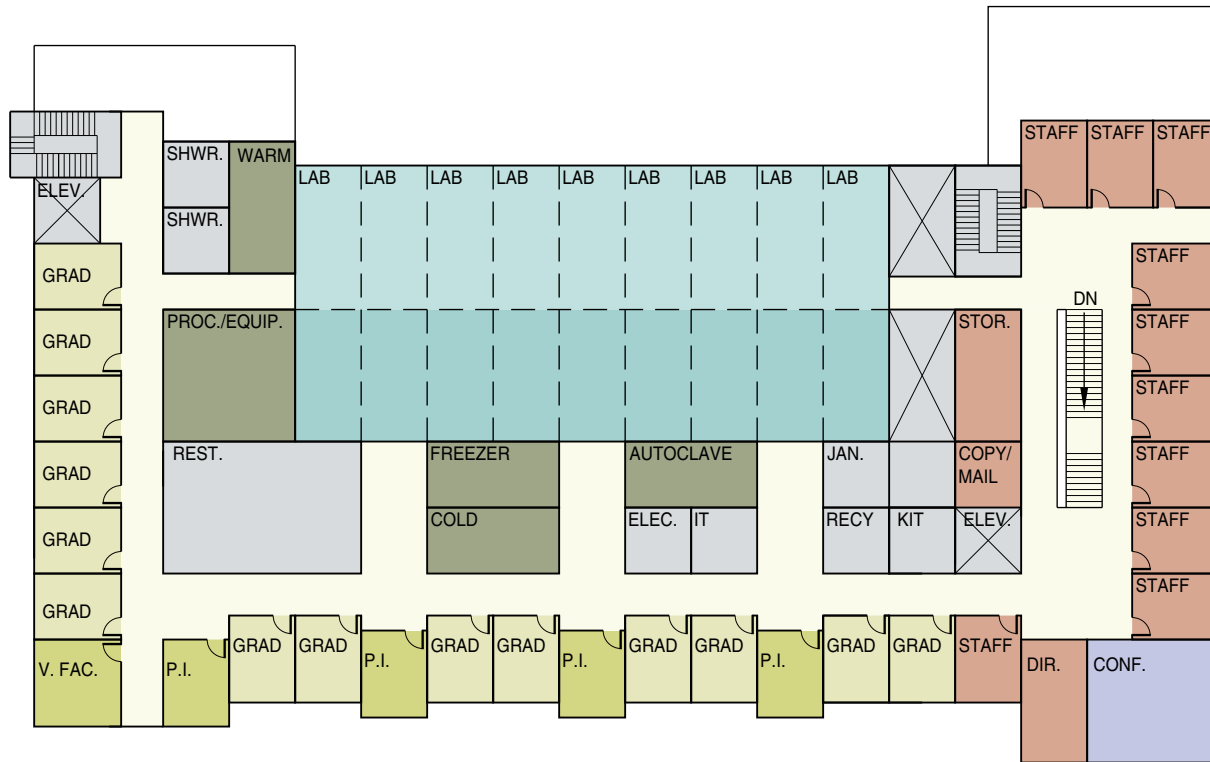 STAFF STAFF STAFF
SHWR. WARM
LAB LAB LAB LAB LAB LAB LAB LAB LAB
ELEV.
SHWR.
STAFF
GRAD
DN
PROC./EQUIP.
STOR.
STAFF
GRAD
STAFF
GRAD
REST.
FREEZER
AUTOCLAVE
JAN.
COPY/
MAIL
STAFF
GRAD
COLD
ELEC. IT
RECY KIT ELEV.
STAFF
GRAD
STAFF
GRAD
V. FAC.
P.I.
GRAD GRAD
P.I.
GRAD GRAD
P.I.
GRAD GRAD
P.I.
GRAD GRAD
STAFF
DIR. CONF.